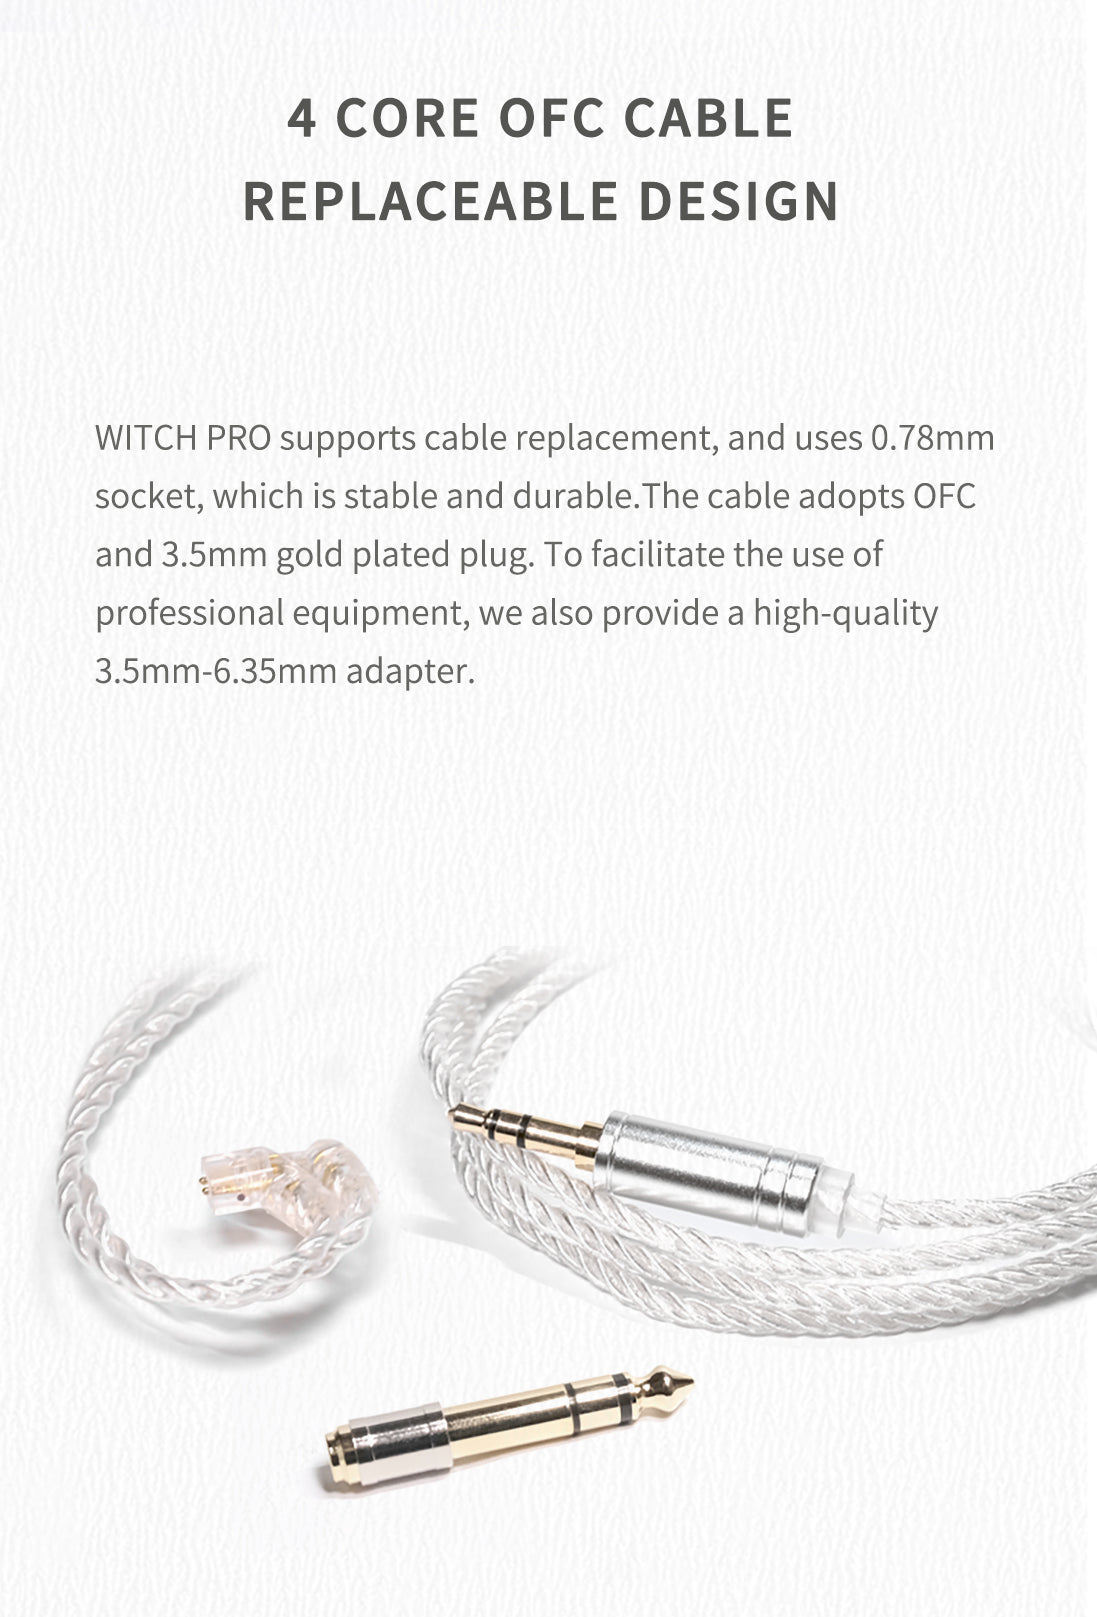 4 CORE OFC CABLE
REPLACEABLE DESIGN
WITCH PRO supports cable replacement, and uses 0.78mm
socket, which is stable and durable.The cable adopts OFC
and 3.5mm gold plated plug. To facilitate the use of
professional equipment, we also provide a high-quality
3.5mm-6.35mm adapter.